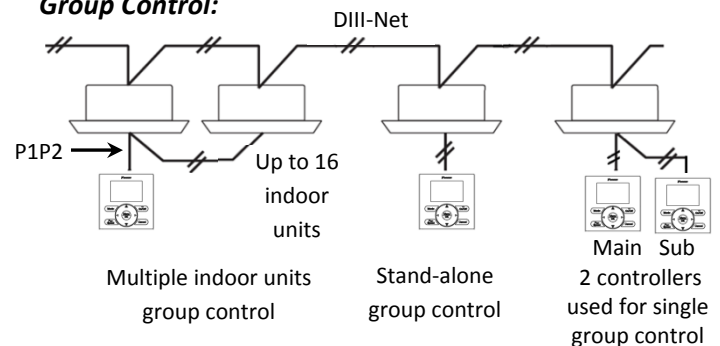 Group Control:
DIII-Net
P1P2
Up to 16
indoor
units
Multiple indoor units
group control
Stand-alone
group control
Main Sub
2 controllers
used for single
group control